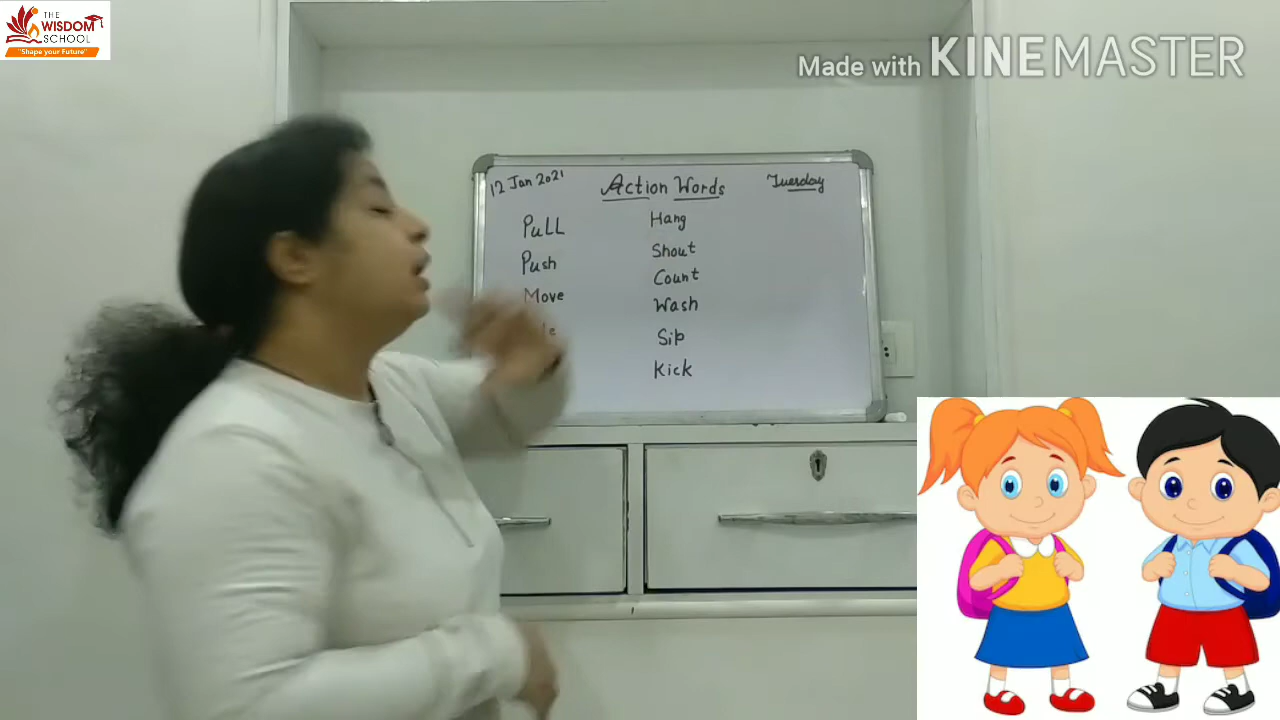 THE
WISDOM
SCHOOL
"Shape your Future"
Made with KINEMASTER
12 Jan 2021 Action Words Tuesday
PuLL
Push
Move
Hang
Shout
Count
Wash
Sip
Kick